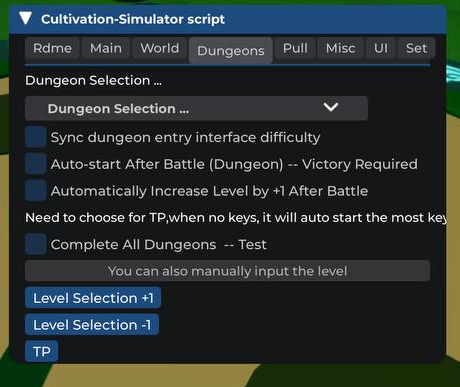 Cultivation-Simulator script
Rdme Main World Dungeons Pull Misc UI Set
Dungeon Selection ...
Dungeon Selection ...
Sync dungeon entry interface difficulty
Auto-start After Battle (Dungeon) -- Victory Required
Automatically Increase Level by +1 After Battle
Need to choose for TP,when no keys, it will auto start the most key
Complete All Dungeons -- Test
You can also manually input the level
Level Selection +1
Level Selection -1
TP